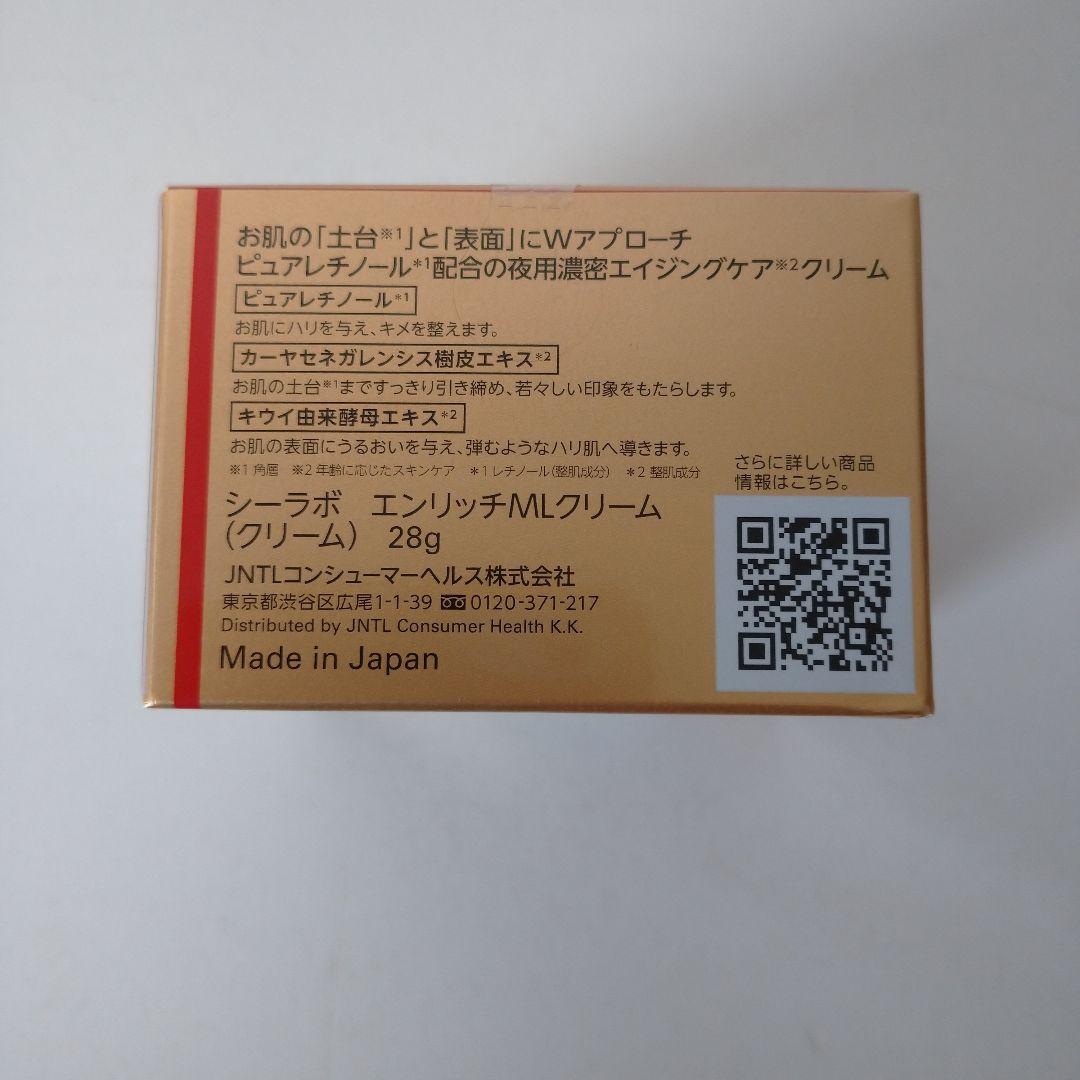 お肌の「土台※1」と「表面」にWアプローチ
ピュアレチノール*1配合の夜用濃密エイジングケア※2クリーム
ピュアレチノール*1
お肌にハリを与え、キメを整えます。
カーヤセネガレンシス樹皮エキス*2
お肌の土台※1まですっきり引き締め、若々しい印象をもたらします。
キウイ由来酵母エキス*2
お肌の表面にうるおいを与え、弾むようなハリ肌へ導きます。
※1 角層 ※2 年齢に応じたスキンケア *1 レチノール(整肌成分) *2 整肌成分
さらに詳しい商品
情報はこちら。
シーラボ エンリッチMLクリーム
(クリーム) 28g
JNTLコンシューマーヘルス株式会社
東京都渋谷区広尾1-1-39 0120-371-217
Distributed by JNTL Consumer Health K.K.
Made in Japan